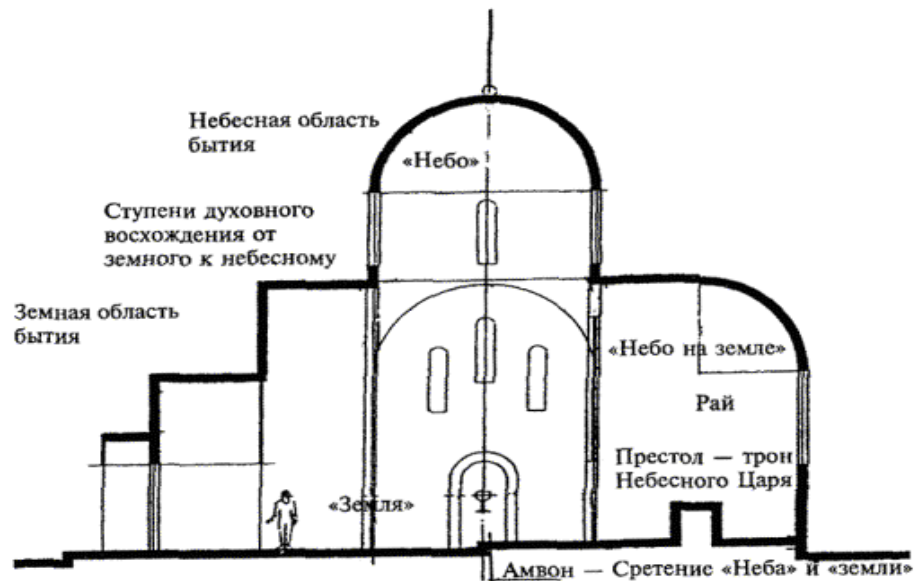 Небесная область
бытия
«Небо»
Ступени духовного
восхождения от
земного к небесному
Земная область
бытия
«Небо на земле»
Рай
Престол — трон
Небесного Царя
«Земля»
Амвон — Сретение «Неба» и «земли»